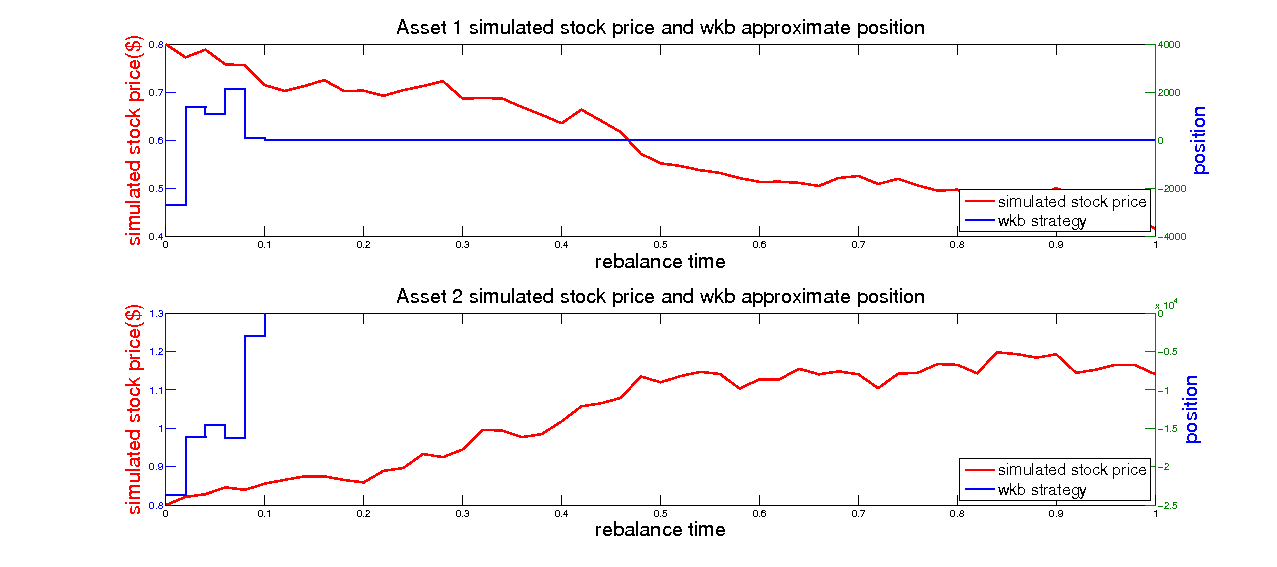 Asset 1 simulated stock price and wkb approximate position
simulated stock price($)
0.8
0.7
0.6
0.5
0.4
4000
2000
0
-2000
-4000
position
simulated stock price
wkb strategy
0 0.1 0.2 0.3 0.4 0.5 0.6 0.7 0.8 0.9 1
rebalance time
Asset 2 simulated stock price and wkb approximate position
simulated stock price($)
1.3
1.2
1.1
1
0.9
0.8
x 10^4
0
-0.5
-1
-1.5
-2
-2.5
position
simulated stock price
wkb strategy
0 0.1 0.2 0.3 0.4 0.5 0.6 0.7 0.8 0.9 1
rebalance time